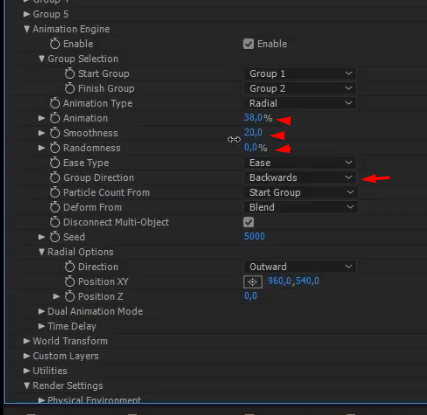 Group 4
Group 5
Animation Engine
Enable Enable
Group Selection
Start Group Group 1
Finish Group Group 2
Animation Type Radial
Animation 38,0%
Smoothness 20,0
Randomness 0,0%
Ease Type Ease
Group Direction Backwards
Particle Count From Start Group
Deform From Blend
Disconnect Multi-Object
Seed 5000
Radial Options
Direction Outward
Position XY 960,0,540,0
Position Z 0,0
Dual Animation Mode
Time Delay
World Transform
Custom Layers
Utilities
Render Settings
Physical Environment